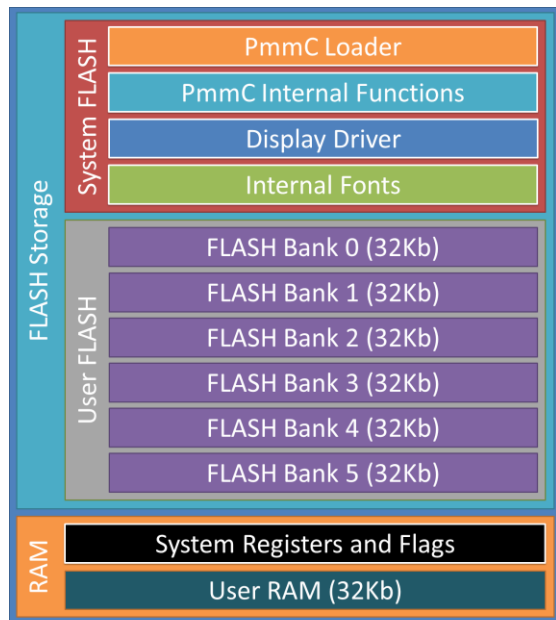 FLASH Storage
System FLASH
PmmC Loader
PmmC Internal Functions
Display Driver
Internal Fonts
User FLASH
FLASH Bank 0 (32Kb)
FLASH Bank 1 (32Kb)
FLASH Bank 2 (32Kb)
FLASH Bank 3 (32Kb)
FLASH Bank 4 (32Kb)
FLASH Bank 5 (32Kb)
RAM
System Registers and Flags
User RAM (32Kb)